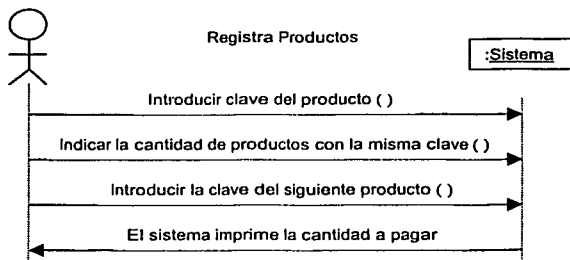 Registra Productos
:Sistema
Introducir clave del producto ( )
Indicar la cantidad de productos con la misma clave ( )
Introducir la clave del siguiente producto ( )
El sistema imprime la cantidad a pagar